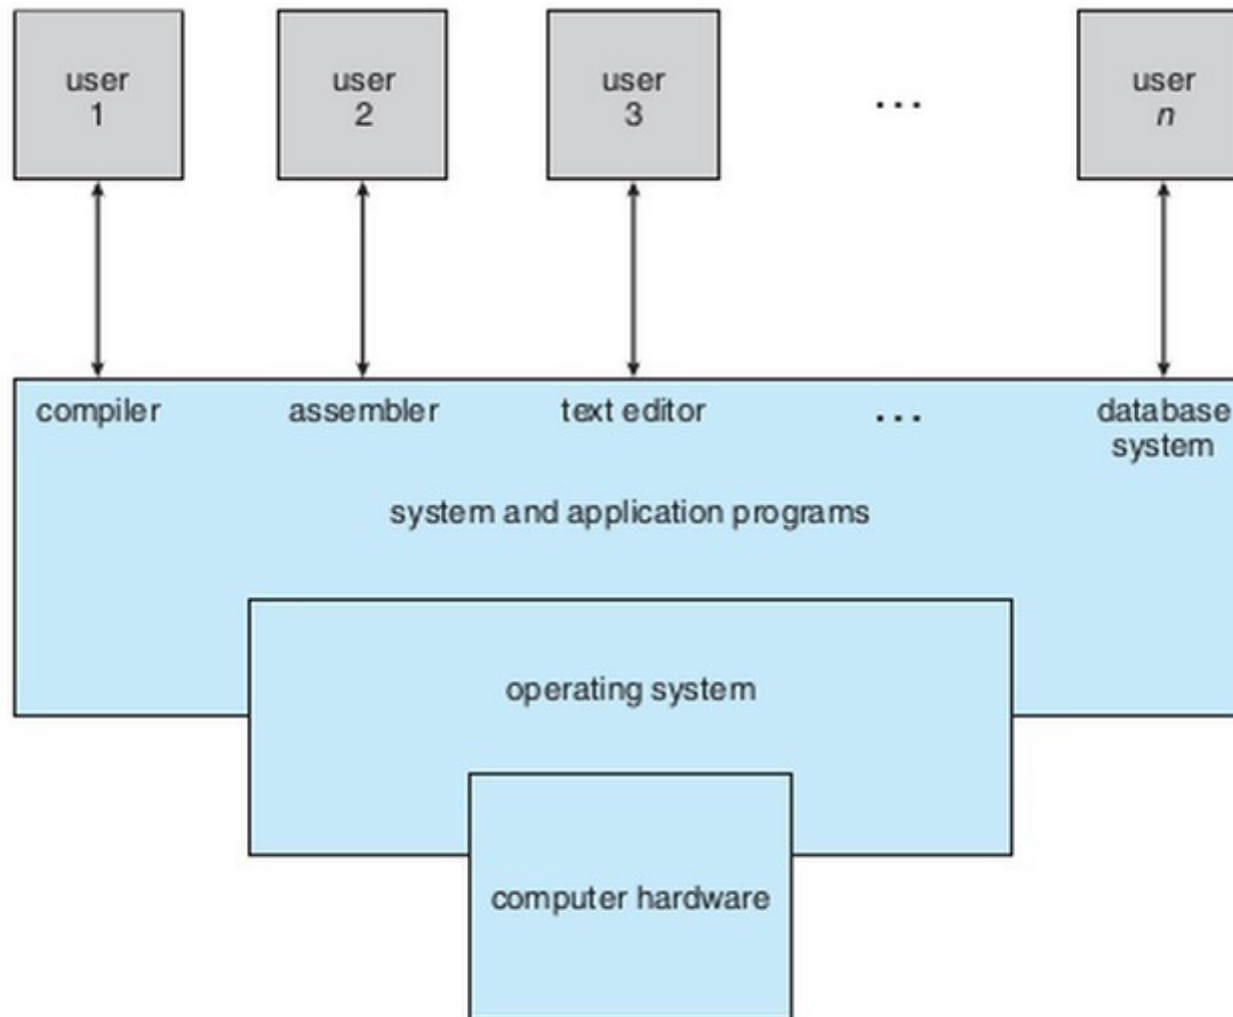 user
1
user
2
user
3
...
user
n
compiler
assembler
text editor
...
database
system
system and application programs
operating system
computer hardware